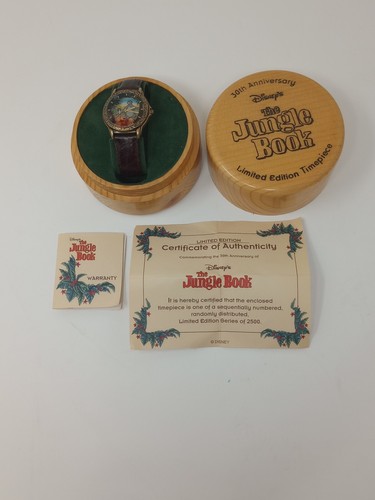 30th Anniversary
Disney's
The
Jungle
Book
Limited Edition Timepiece
Disney's
The
Jungle
Book
WARRANTY
LIMITED EDITION
Certificate of Authenticity
Commemorating the 30th Anniversary of
Disney's
The
Jungle Book
It is hereby certified that the enclosed
timepiece is one of a sequentially numbered,
randomly distributed,
Limited Edition Series of 2500.
©DISNEY